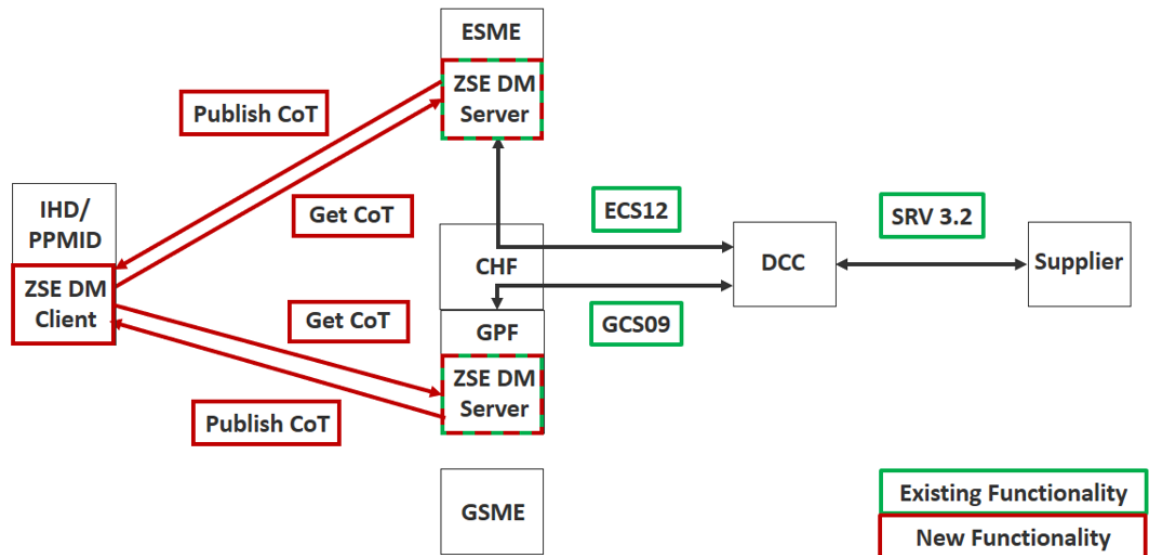 ESME
ZSE DM
Server
Publish CoT
Get CoT
IHD/
PPMID
ZSE DM
Client
ECS12
SRV 3.2
CHF
DCC
Supplier
Get CoT
GCS09
GPF
ZSE DM
Server
Publish CoT
GSME
Existing Functionality
New Functionality